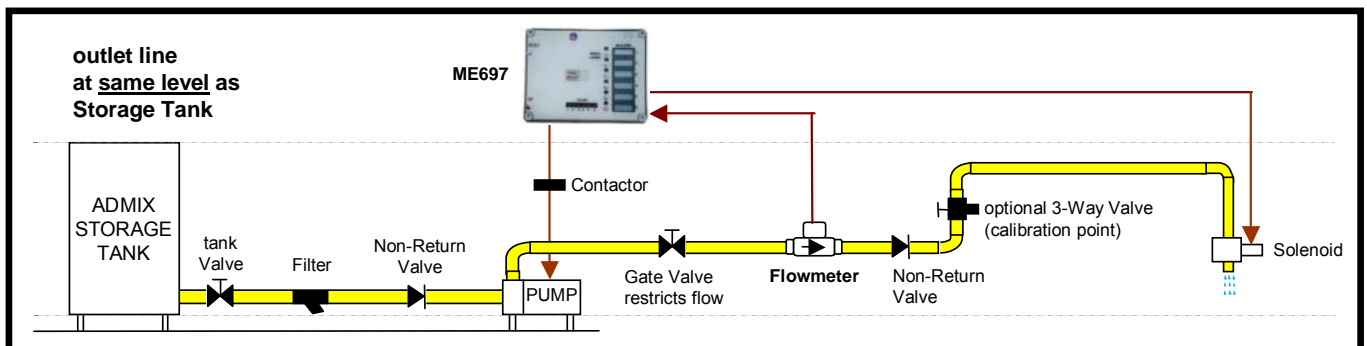 outlet line
at same level as
Storage Tank
ME697
Contactor
ADMIX
STORAGE
TANK
tank
Valve
Filter
Non-Return
Valve
PUMP
Gate Valve
restricts flow
Flowmeter
Non-Return
Valve
optional 3-Way Valve
(calibration point)
Solenoid